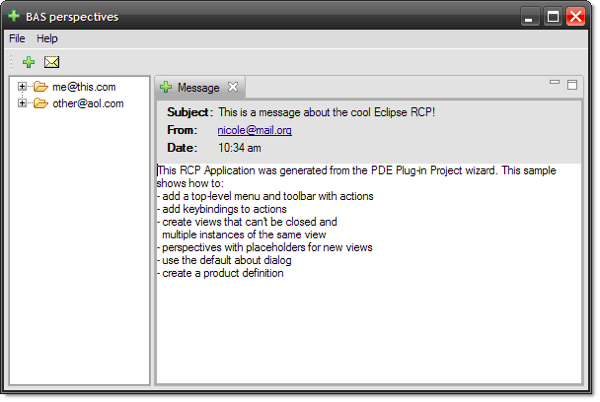 BAS perspectives
File Help
me@this.com
other@aol.com
Message
Subject: This is a message about the cool Eclipse RCP!
From: nicole@mail.org
Date: 10:34 am
This RCP Application was generated from the PDE Plug-in Project wizard. This sample
shows how to:
- add a top-level menu and toolbar with actions
- add keybindings to actions
- create views that can't be closed and
multiple instances of the same view
- perspectives with placeholders for new views
- use the default about dialog
- create a product definition